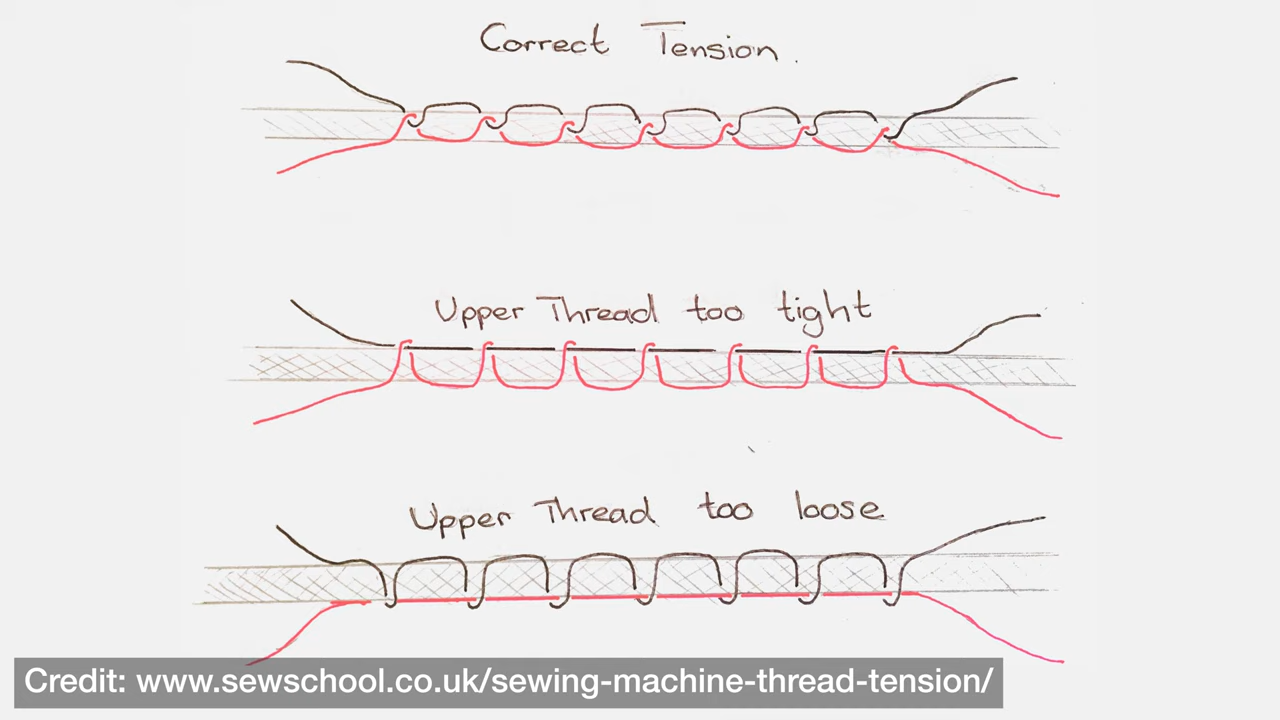 Correct Tension.
Upper Thread too tight
Upper Thread too loose
Credit: www.sewschool.co.uk/sewing-machine-thread-tension/